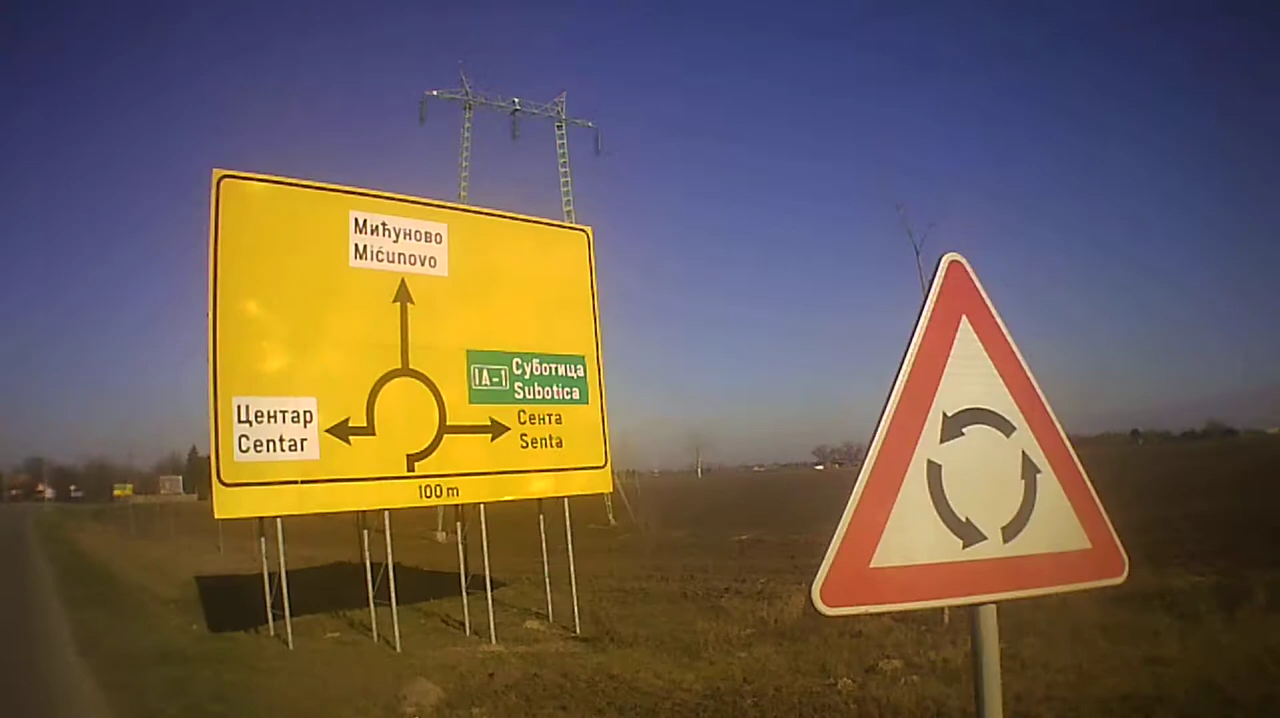 Мићуново
Mićunovo
IA-1
Суботица
Subotica
Центар
Centar
Сента
Senta
100 m